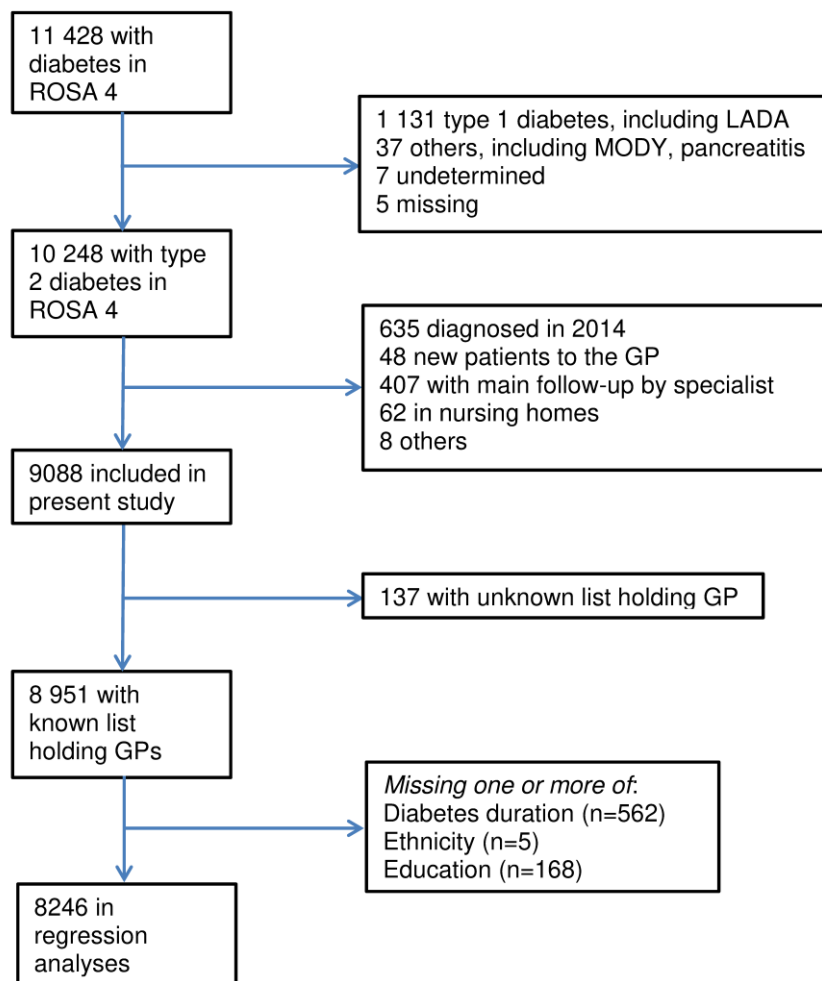 11 428 with
diabetes in
ROSA 4
1 131 type 1 diabetes, including LADA
37 others, including MODY, pancreatitis
7 undetermined
5 missing
10 248 with type
2 diabetes in
ROSA 4
635 diagnosed in 2014
48 new patients to the GP
407 with main follow-up by specialist
62 in nursing homes
8 others
9088 included in
present study
137 with unknown list holding GP
8 951 with
known list
holding GPs
Missing one or more of:
Diabetes duration (n=562)
Ethnicity (n=5)
Education (n=168)
8246 in
regression
analyses